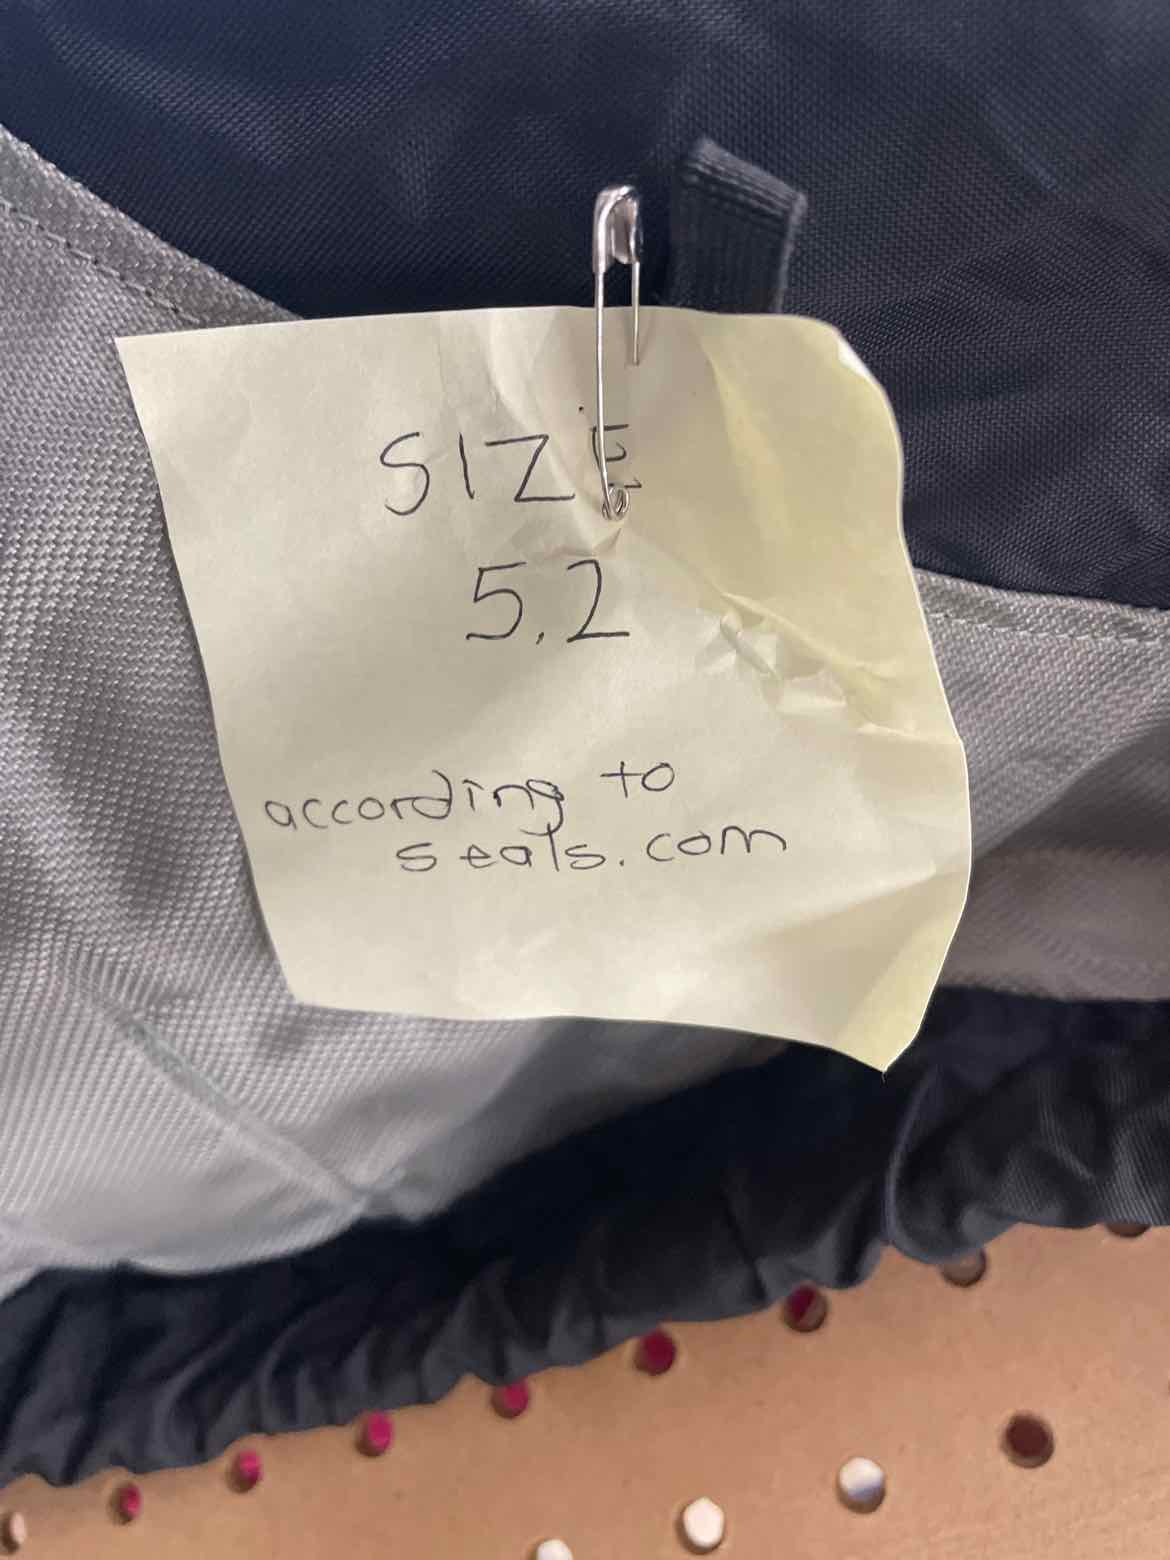 SIZE
5.2
according to
seals.com